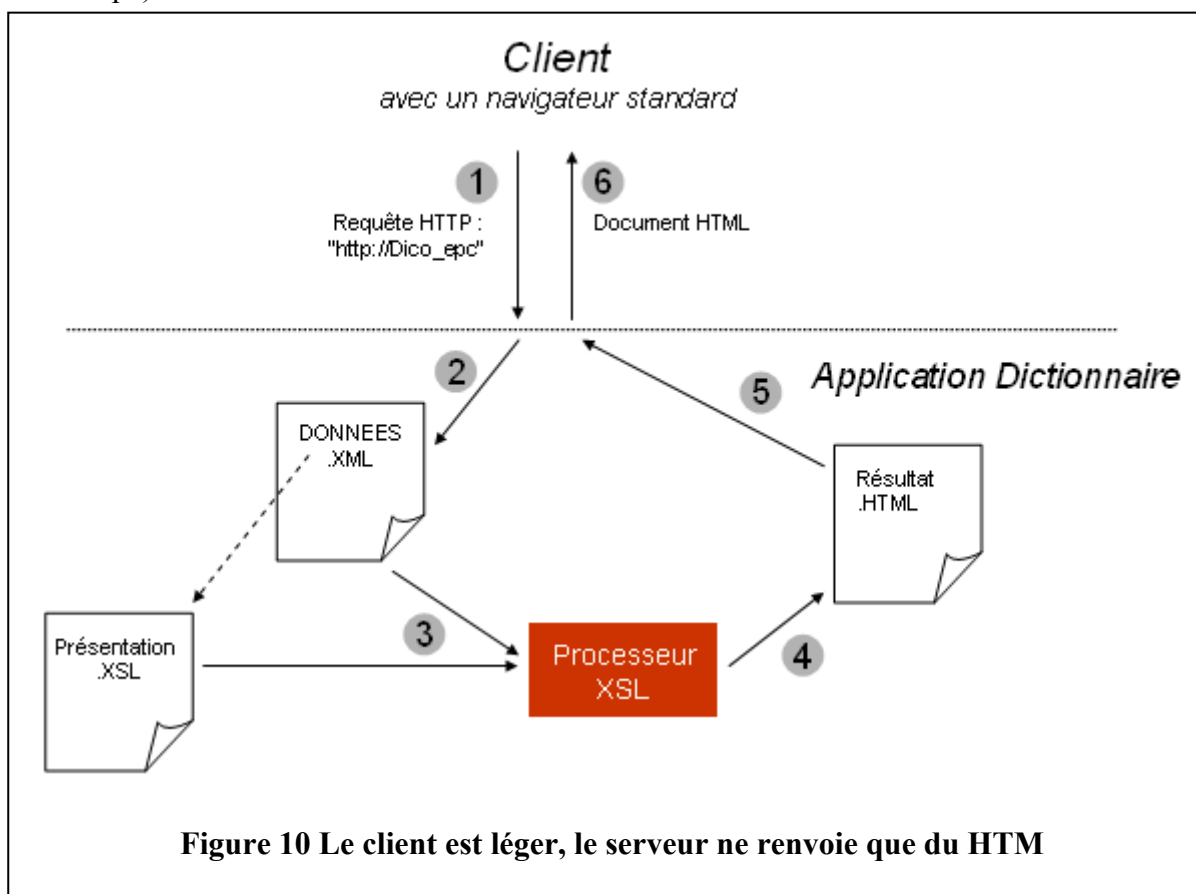 Client
avec un navigateur standard
1
6
Requête HTTP :
"http://Dico_epc"
Document HTML
2
5
Application Dictionnaire
DONNEES
.XML
Résultat
.HTML
3
4
Présentation
.XSL
Processeur
XSL
Figure 10 Le client est léger, le serveur ne renvoie que du HTM